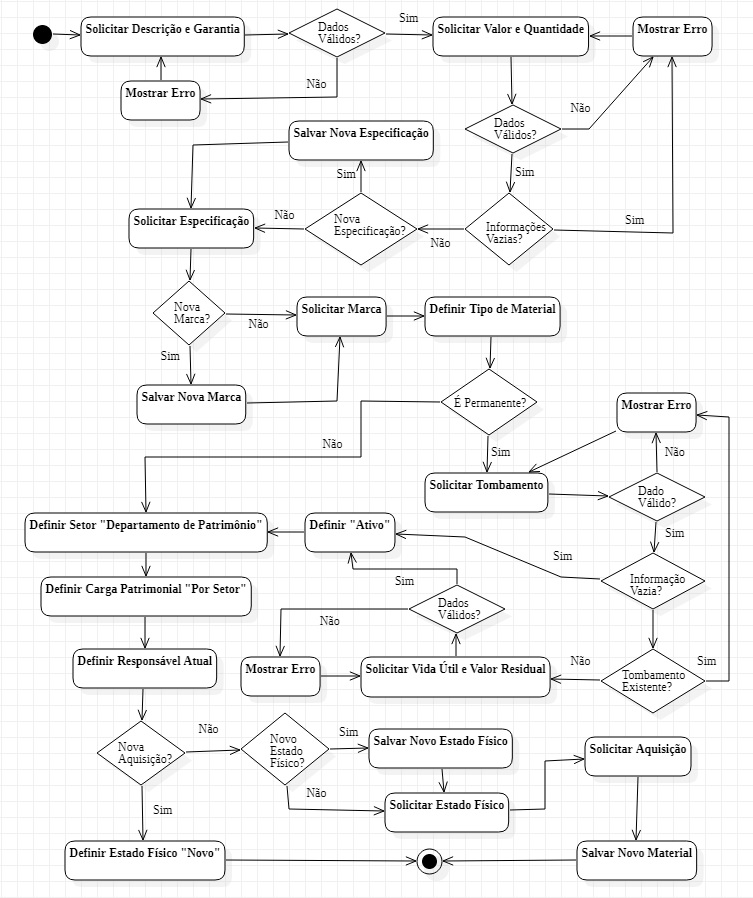 Solicitar Descrição e Garantia
Dados
Válidos?
Sim
Solicitar Valor e Quantidade
Mostrar Erro
Mostrar Erro
Não
Não
Dados
Válidos?
Salvar Nova Especificação
Sim
Sim
Solicitar Especificação
Não
Nova
Especificação?
Não
Informações
Vazias?
Sim
Nova
Marca?
Não
Solicitar Marca
Definir Tipo de Material
Sim
Salvar Nova Marca
É Permanente?
Mostrar Erro
Não
Sim
Não
Solicitar Tombamento
Dado
Válido?
Sim
Definir Setor "Departamento de Patrimônio"
Definir "Ativo"
Sim
Definir Carga Patrimonial "Por Setor"
Sim
Informação
Vazia?
Dados
Válidos?
Não
Definir Responsável Atual
Mostrar Erro
Solicitar Vida Útil e Valor Residual
Não
Tombamento
Existente?
Sim
Nova
Aquisição?
Não
Novo
Estado
Físico?
Sim
Salvar Novo Estado Físico
Solicitar Aquisição
Não
Solicitar Estado Físico
Sim
Definir Estado Físico "Novo"
Salvar Novo Material